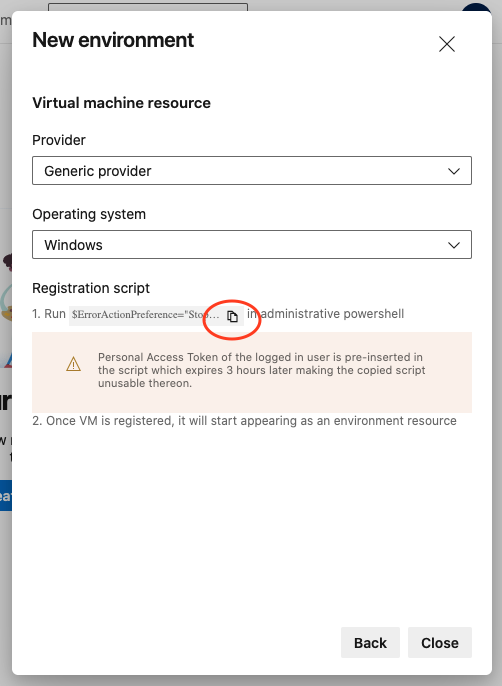 New environment
Virtual machine resource
Provider
Generic provider
Operating system
Windows
Registration script
1. Run $ErrorActionPreference="Stop... in administrative powershell
Personal Access Token of the logged in user is pre-inserted in
the script which expires 3 hours later making the copied script
unusable thereon.
2. Once VM is registered, it will start appearing as an environment resource
Back Close